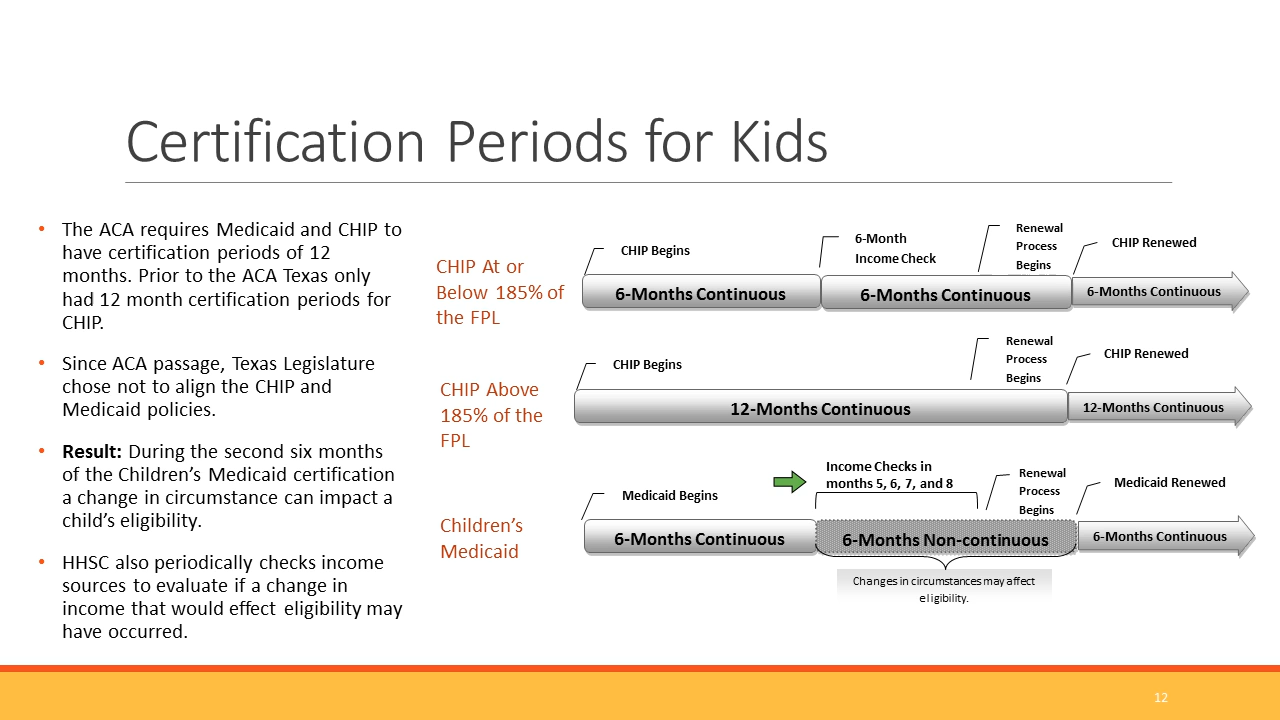 Certification Periods for Kids
• The ACA requires Medicaid and CHIP to
have certification periods of 12
months. Prior to the ACA Texas only
had 12 month certification periods for
CHIP.
• Since ACA passage, Texas Legislature
chose not to align the CHIP and
Medicaid policies.
• Result: During the second six months
of the Children’s Medicaid certification
a change in circumstance can impact a
child’s eligibility.
• HHSC also periodically checks income
sources to evaluate if a change in
income that would effect eligibility may
have occurred.
CHIP At or
Below 185% of
the FPL
CHIP Begins
6-Month
Income Check
Renewal
Process
Begins
CHIP Renewed
6-Months Continuous
6-Months Continuous
6-Months Continuous
CHIP Above
185% of the
FPL
CHIP Begins
Renewal
Process
Begins
CHIP Renewed
12-Months Continuous
12-Months Continuous
Children’s
Medicaid
Medicaid Begins
Income Checks in
months 5, 6, 7, and 8
Renewal
Process
Begins
Medicaid Renewed
6-Months Continuous
6-Months Non-continuous
6-Months Continuous
Changes in circumstances may affect
eligibility.
12